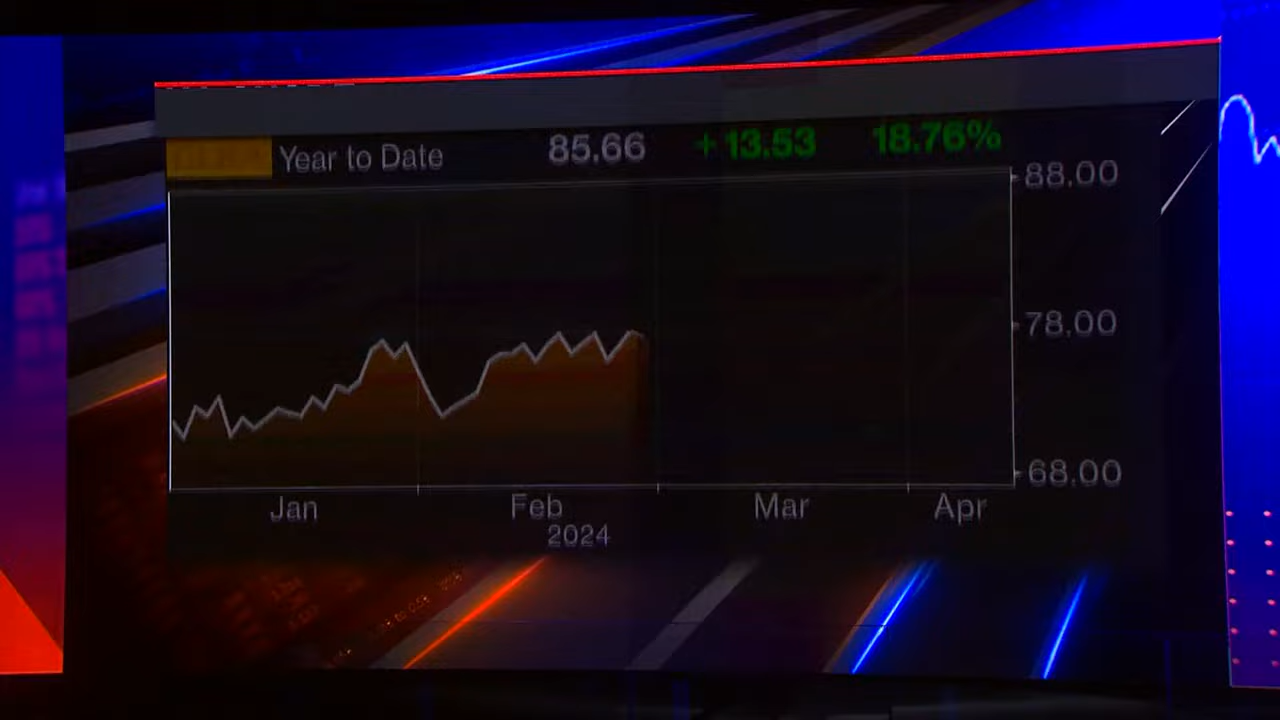 Year to Date 85.66 +13.53 18.76%
88.00
78.00
68.00
Jan Feb Mar Apr
2024